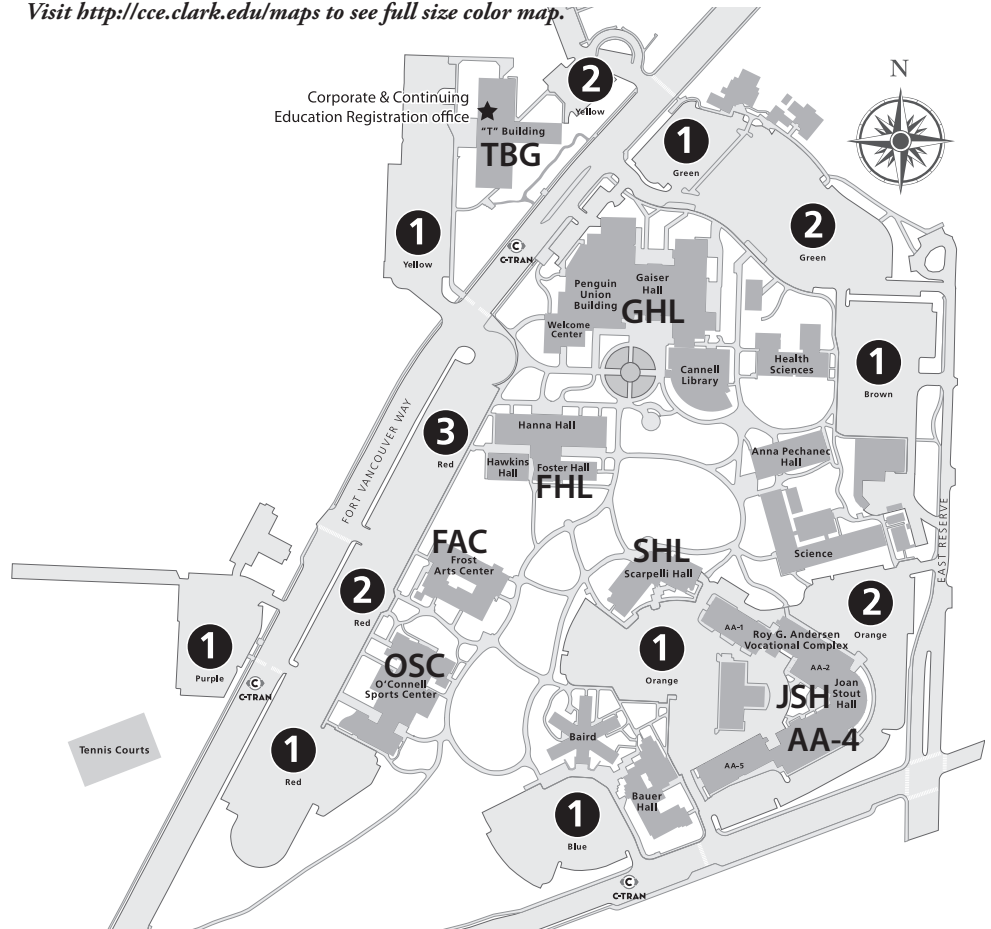 Visit http://cce.clark.edu/maps to see full size color map.
N
2
Yellow
Corporate & Continuing
Education Registration office
"T" Building
TBG
1
Green
1
Yellow
C
C-TRAN
2
Green
Penguin
Union
Building
Gaiser
Hall
GHL
Welcome
Center
Cannell
Library
Health
Sciences
1
Brown
FORT VANCOUVER WAY
3
Red
Hanna Hall
Hawkins
Hall
Foster Hall
FHL
Anna Pechanec
Hall
Science
EAST RESERVE
FAC
Frost
Arts Center
SHL
Scarpelli Hall
2
Red
2
Orange
1
Purple
C
C-TRAN
OSC
O'Connell
Sports Center
1
Orange
AA-1
Roy G. Andersen
Vocational Complex
AA-2
JSH
Joan
Stout
Hall
AA-4
AA-5
Tennis Courts
1
Red
Baird
Bauer
Hall
1
Blue
C
C-TRAN